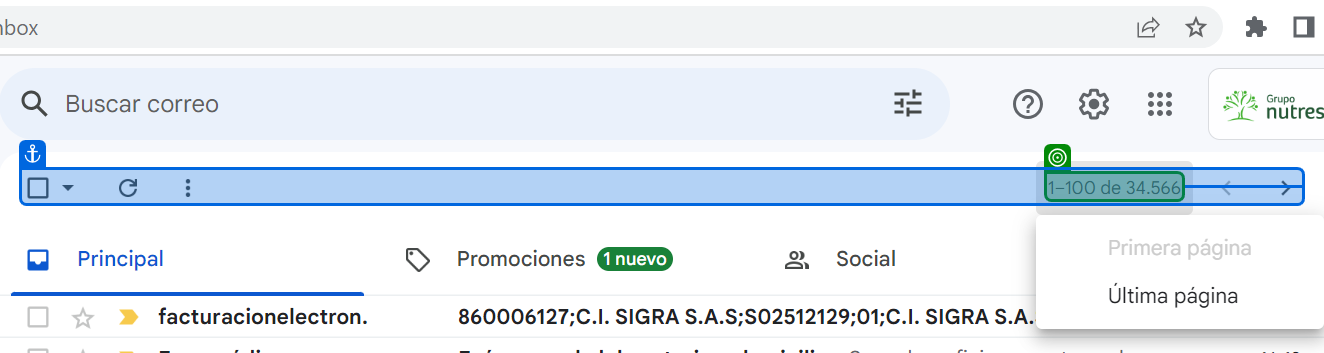 nbox
Buscar correo
Grupo
nutres
1–100 de 34.566
Primera página
Última página
Principal
Promociones
1 nuevo
Social
facturacionelectron.
860006127;C.I. SIGRA S.A.S;S02512129;01;C.I. SIGRA S.A.